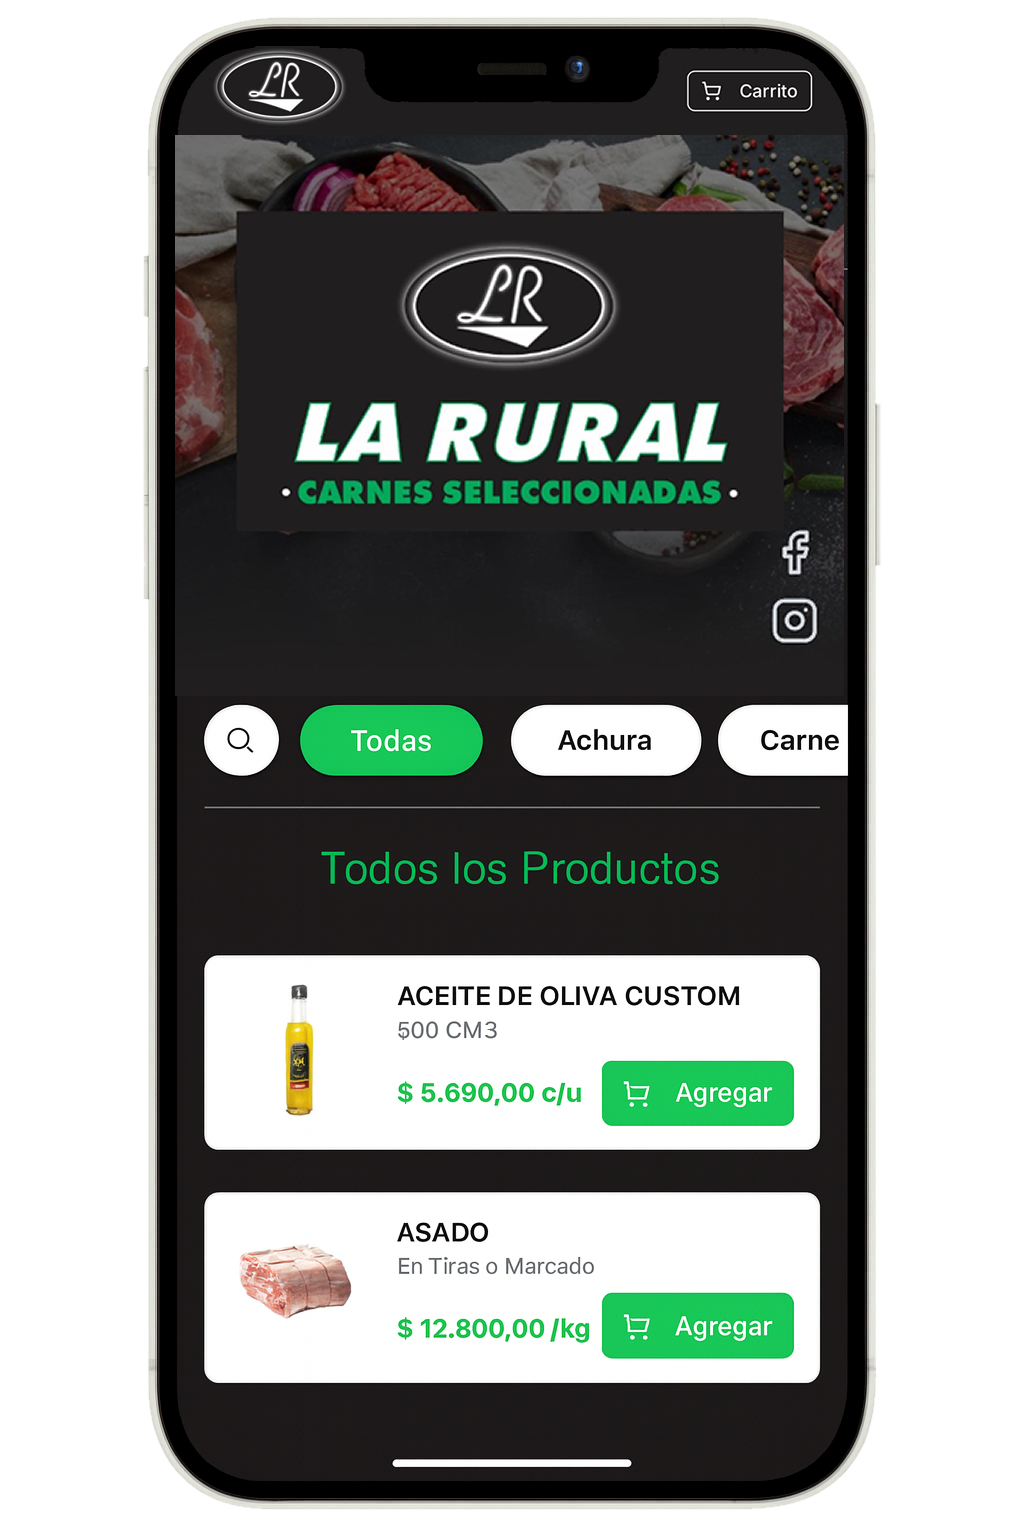 LR
Carrito
LR
LA RURAL
• CARNES SELECCIONADAS •
Todas
Achura
Carne
Todos los Productos
ACEITE DE OLIVA CUSTOM
500 CM3
$ 5.690,00 c/u
Agregar
ASADO
En Tiras o Marcado
$ 12.800,00 /kg
Agregar